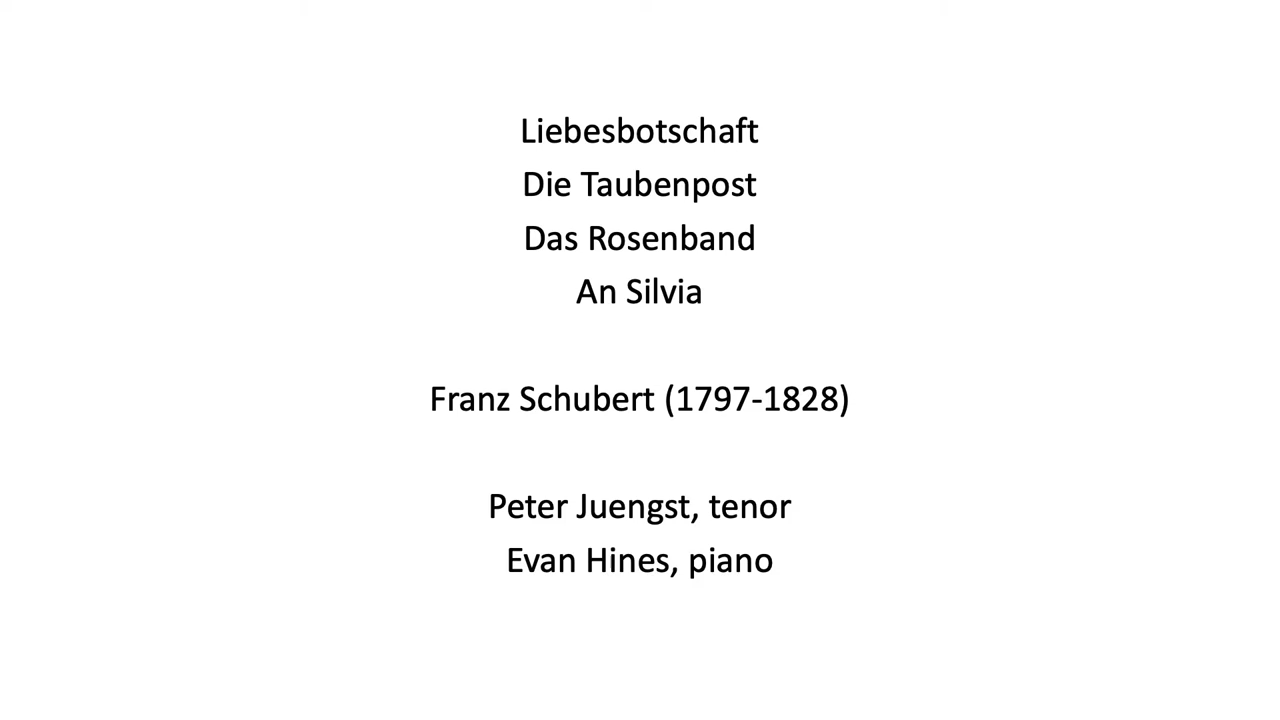 Liebesbotschaft
Die Taubenpost
Das Rosenband
An Silvia
Franz Schubert (1797-1828)
Peter Juengst, tenor
Evan Hines, piano